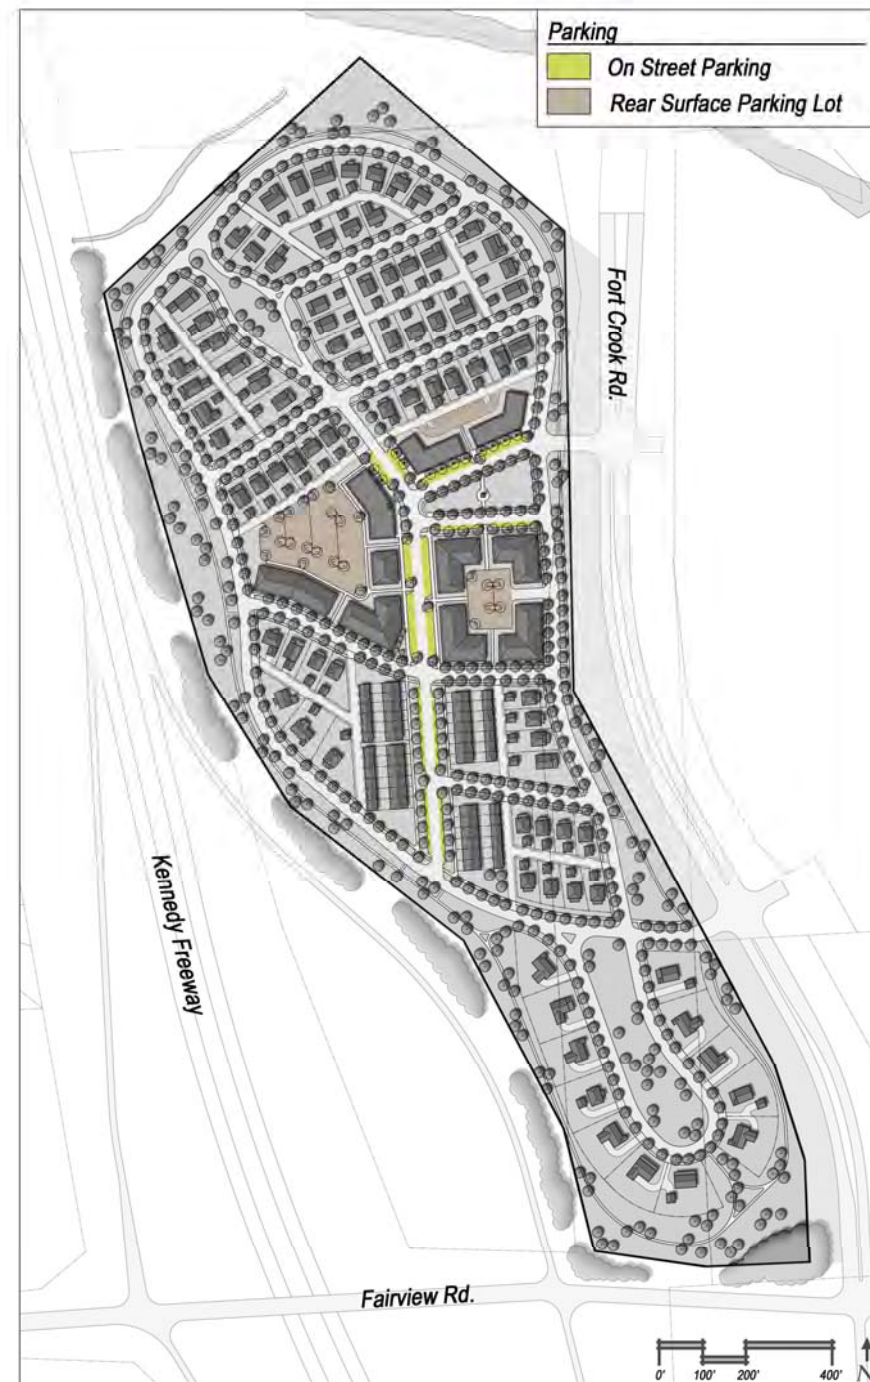 Parking
On Street Parking
Rear Surface Parking Lot
Fort Crook Rd.
Kennedy Freeway
Fairview Rd.
0' 100' 200' 400' N